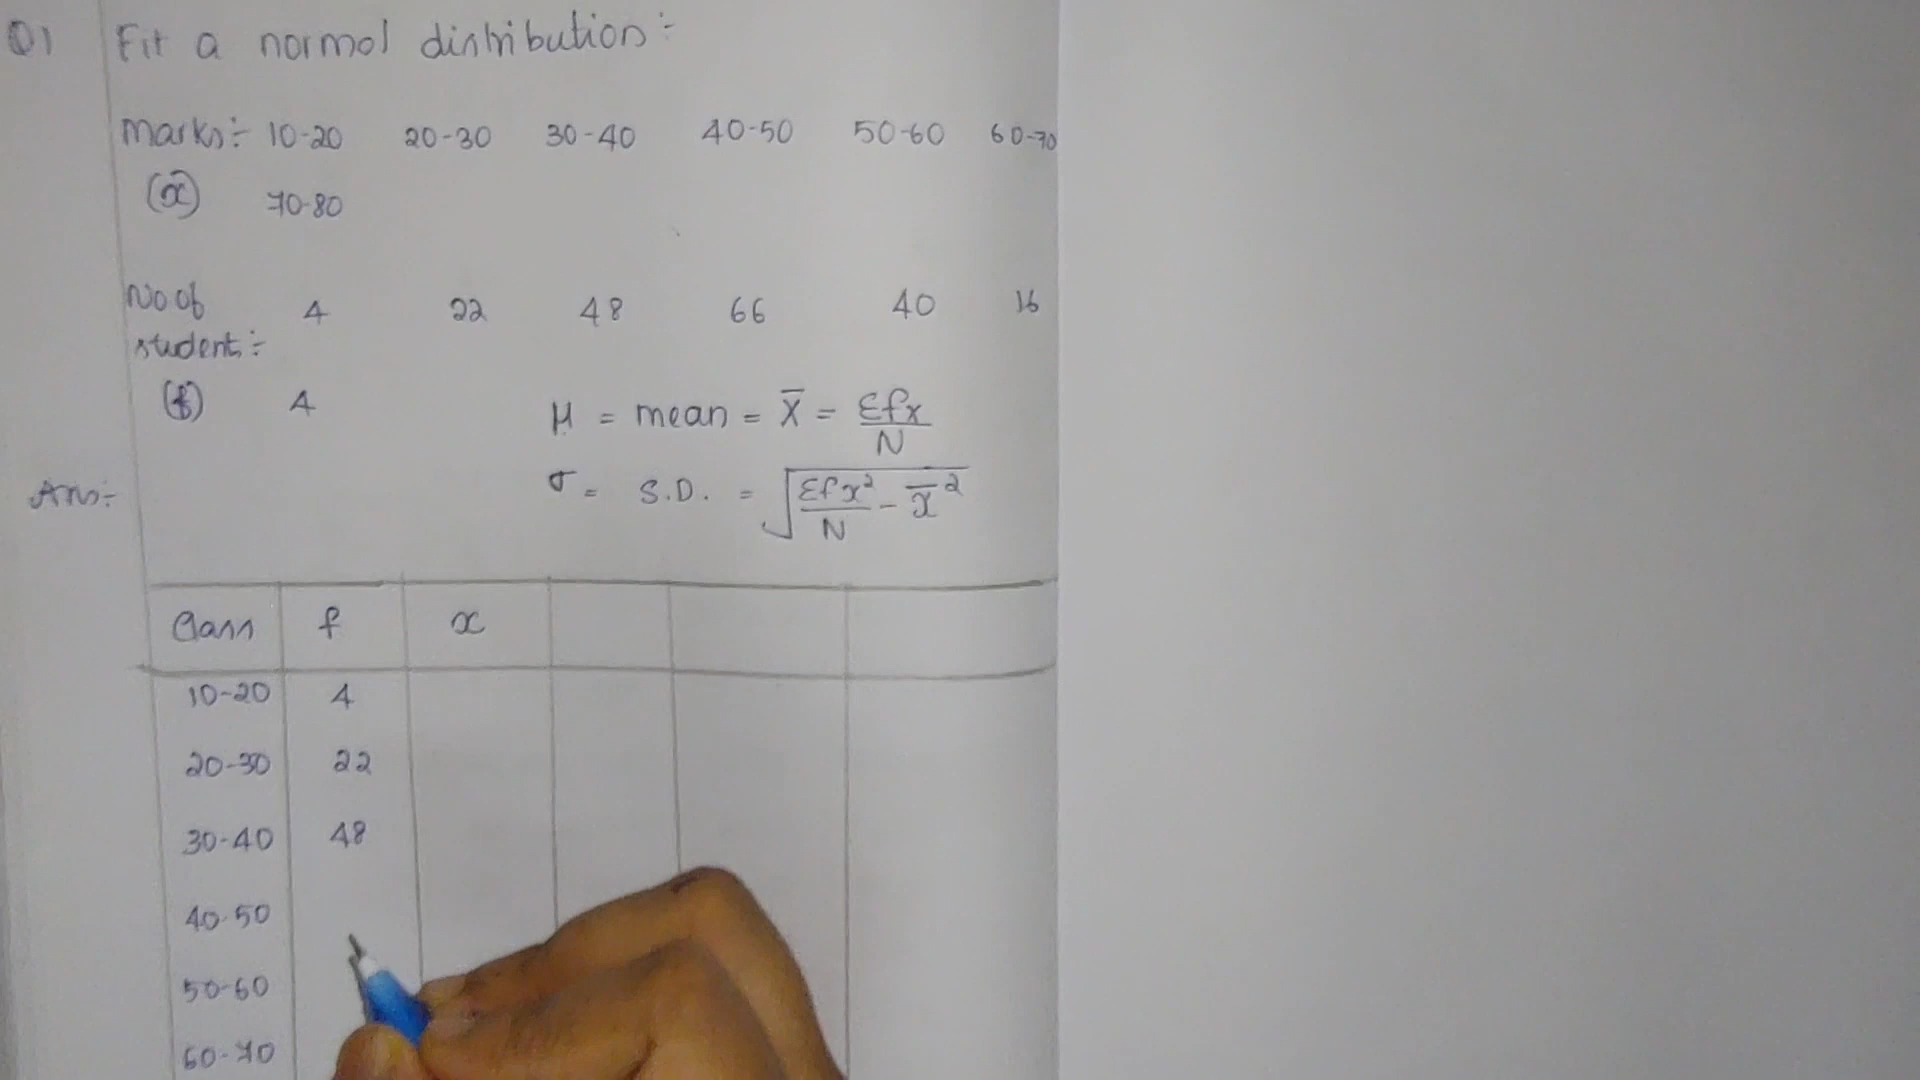 Q1 Fit a normal distribution :-
Marks :- 10-20 20-30 30-40 40-50 50-60 60-70
(x) 70-80
No of 4 22 48 66 40 16
student :-
(f) 4
μ = mean = X̄ = Σfx/N
σ = S.D. = √(Σfx²/N - x̄²)
Ans :-
Class f x
10-20 4
20-30 22
30-40 48
40-50
50-60
60-70